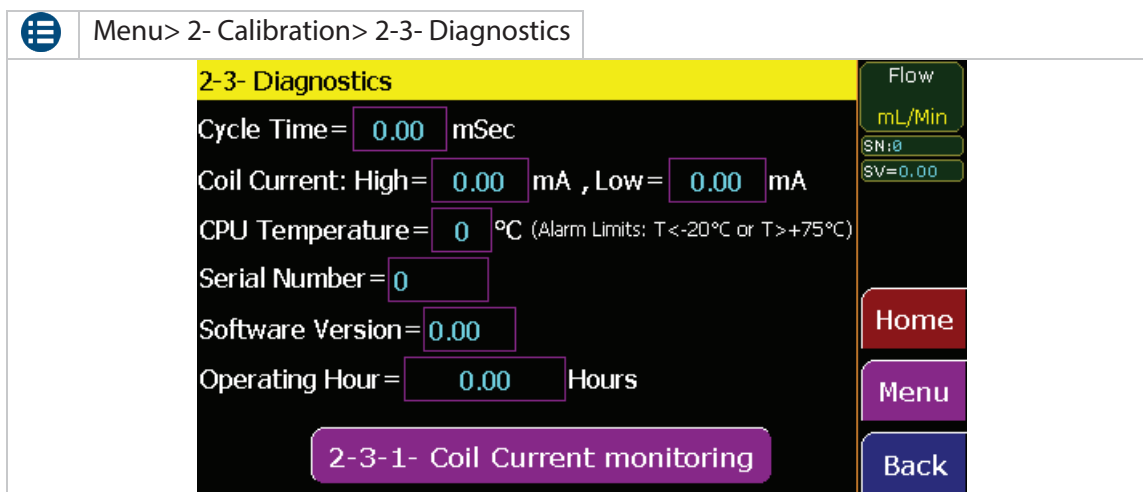 Menu> 2- Calibration> 2-3- Diagnostics
2-3- Diagnostics
Cycle Time= 0.00 mSec
Coil Current: High= 0.00 mA , Low= 0.00 mA
CPU Temperature= 0 °C (Alarm Limits: T<-20°C or T>+75°C)
Serial Number= 0
Software Version= 0.00
Operating Hour= 0.00 Hours
2-3-1- Coil Current monitoring
Flow
mL/Min
SN:0
SV=0.00
Home
Menu
Back